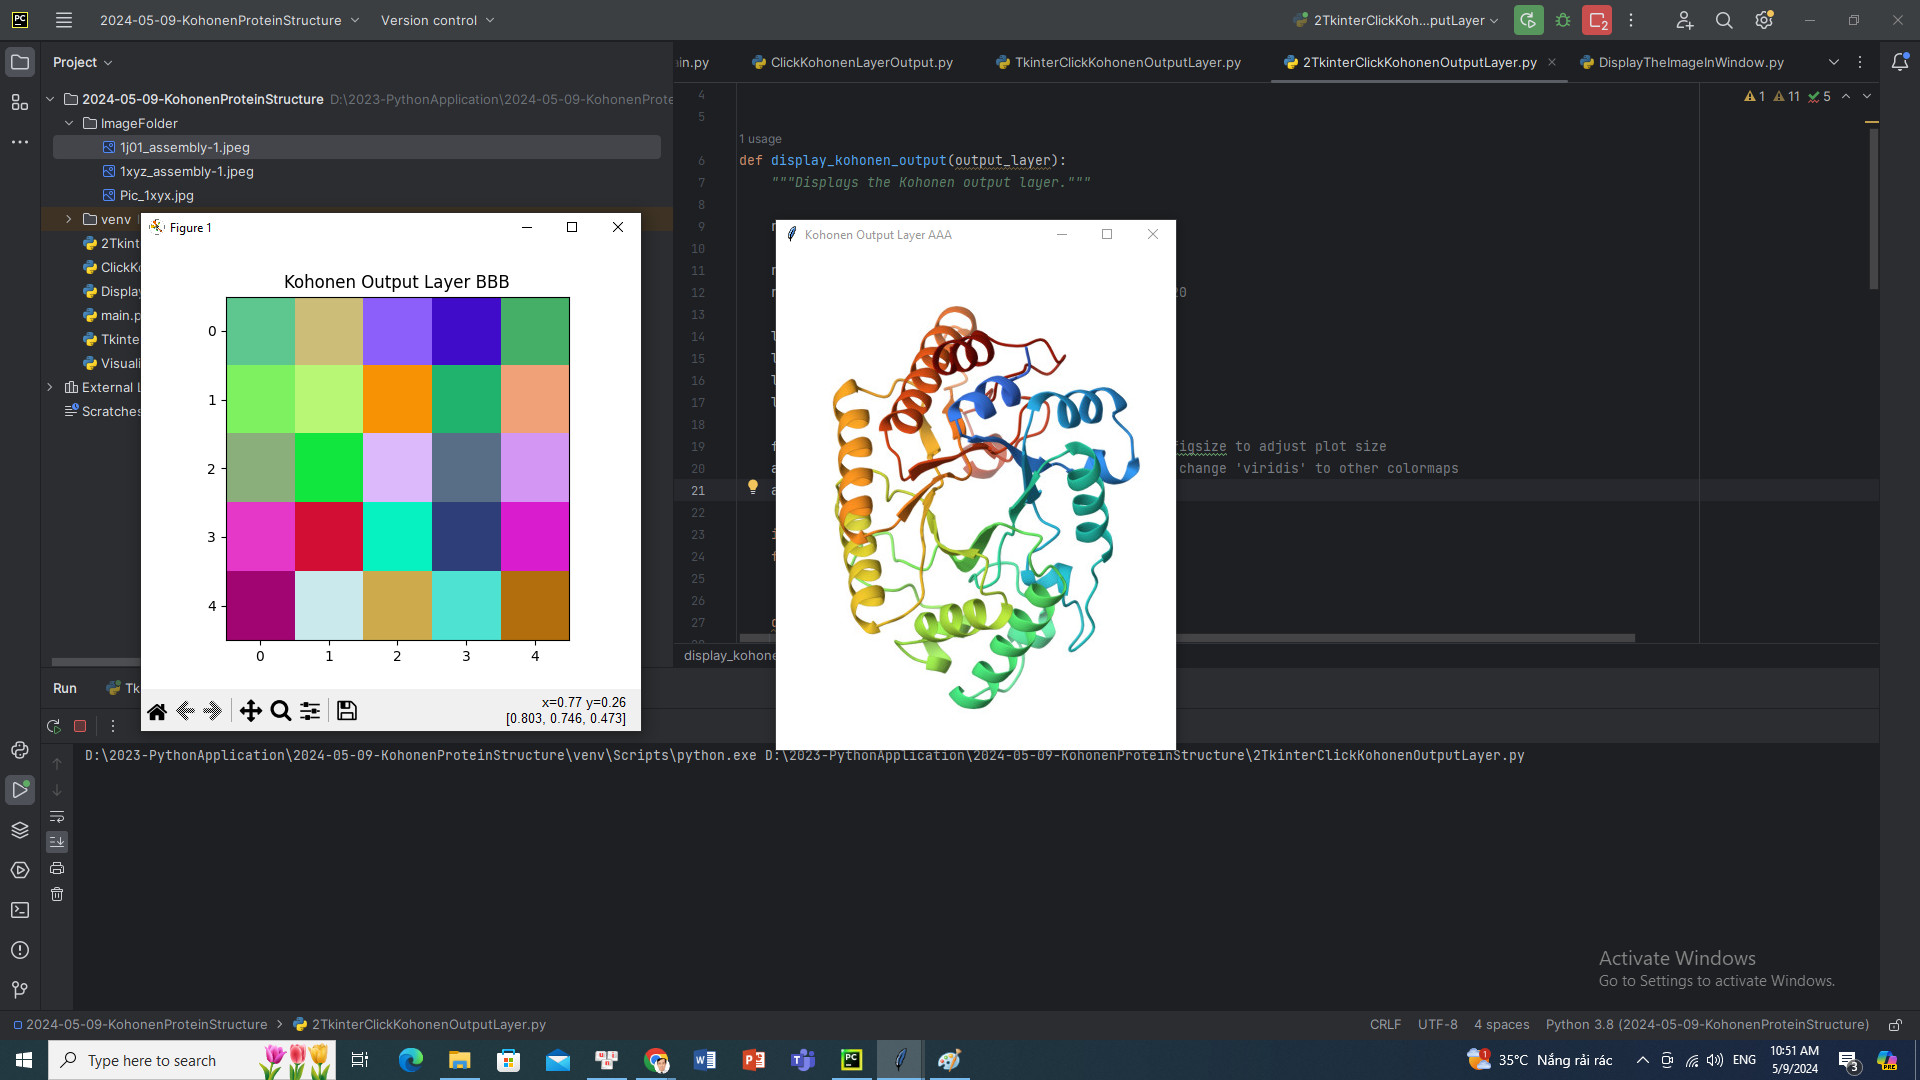 PC
2024-05-09-KohonenProteinStructure
Version control
2TkinterClickKoh...putLayer
2
Project
in.py
ClickKohonenLayerOutput.py
TkinterClickKohonenOutputLayer.py
2TkinterClickKohonenOutputLayer.py
DisplayTheImageInWindow.py
2024-05-09-KohonenProteinStructure D:\2023-PythonApplication\2024-05-09-KohonenProte
ImageFolder
1j01_assembly-1.jpeg
1xyz_assembly-1.jpeg
Pic_1xyx.jpg
venv
2Tkint
ClickKo
Display
main.p
Tkinte
Visuali
External L
Scratches
1 11 5
4
5
1 usage
6 def display_kohonen_output(output_layer):
7 """Displays the Kohonen output layer."""
8
9
10
11
12 20
13
14
15
16
17
18
19 figsize to adjust plot size
20 change 'viridis' to other colormaps
21
22
23
24
25
26
27
display_kohone
Figure 1
Kohonen Output Layer BBB
0
1
2
3
4
0 1 2 3 4
x=0.77 y=0.26
[0.803, 0.746, 0.473]
Kohonen Output Layer AAA
Run
Tk
D:\2023-PythonApplication\2024-05-09-KohonenProteinStructure\venv\Scripts\python.exe D:\2023-PythonApplication\2024-05-09-KohonenProteinStructure\2TkinterClickKohonenOutputLayer.py
Activate Windows
Go to Settings to activate Windows.
2024-05-09-KohonenProteinStructure > 2TkinterClickKohonenOutputLayer.py
CRLF UTF-8 4 spaces Python 3.8 (2024-05-09-KohonenProteinStructure)
Type here to search
1 35°C Nắng rải rác
ENG
10:51 AM
5/9/2024
3